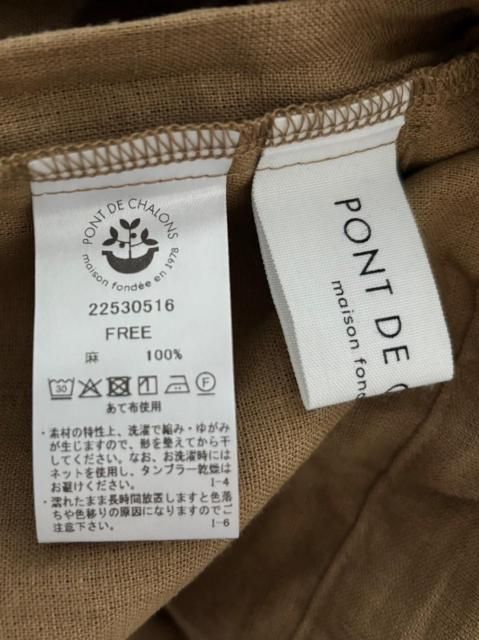 PONT DE CHALONS
maison fondée en 1978
22530516
FREE
麻 100%
30
F
あて布使用
・素材の特性上、洗濯で縮み・ゆがみ
が生じますので、形を整えてから干
してください。なお、お洗濯時には
ネットを使用し、タンブラー乾燥は
お避けください。 I-4
・濡れたまま長時間放置しますと色落
ちや色移りの原因になりますのでご
注意下さい。 I-6
PONT DE
maison fon